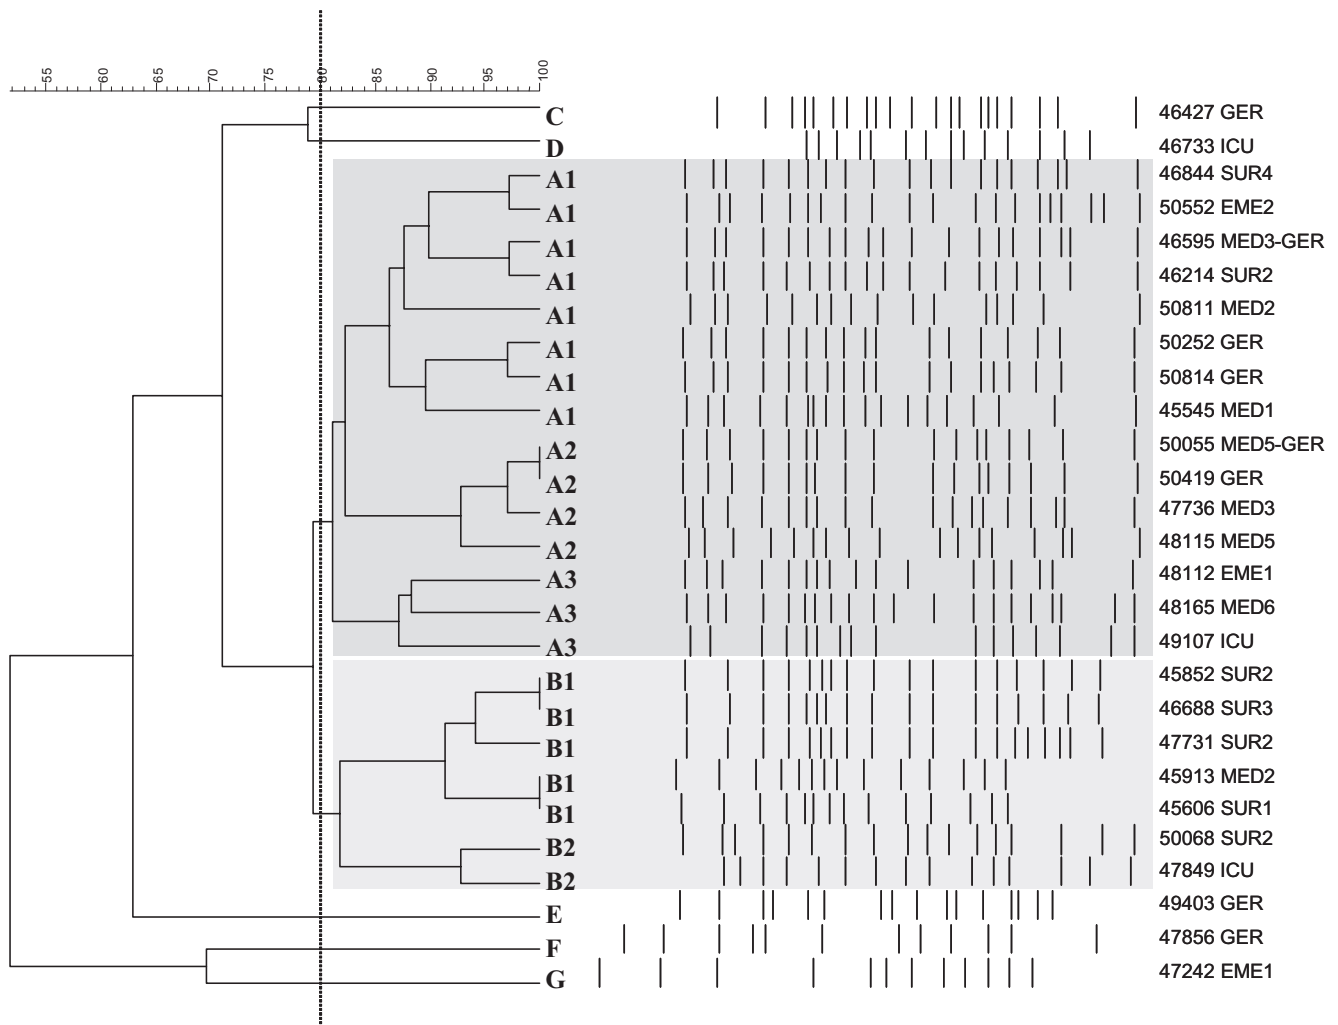 55 60 65 70 75 80 85 90 95 100
C 46427 GER
D 46733 ICU
A1 46844 SUR4
A1 50552 EME2
A1 46595 MED3-GER
A1 46214 SUR2
A1 50811 MED2
A1 50252 GER
A1 50814 GER
A1 45545 MED1
A2 50055 MED5-GER
A2 50419 GER
A2 47736 MED3
A2 48115 MED5
A3 48112 EME1
A3 48165 MED6
A3 49107 ICU
B1 45852 SUR2
B1 46688 SUR3
B1 47731 SUR2
B1 45913 MED2
B1 45606 SUR1
B2 50068 SUR2
B2 47849 ICU
E 49403 GER
F 47856 GER
G 47242 EME1